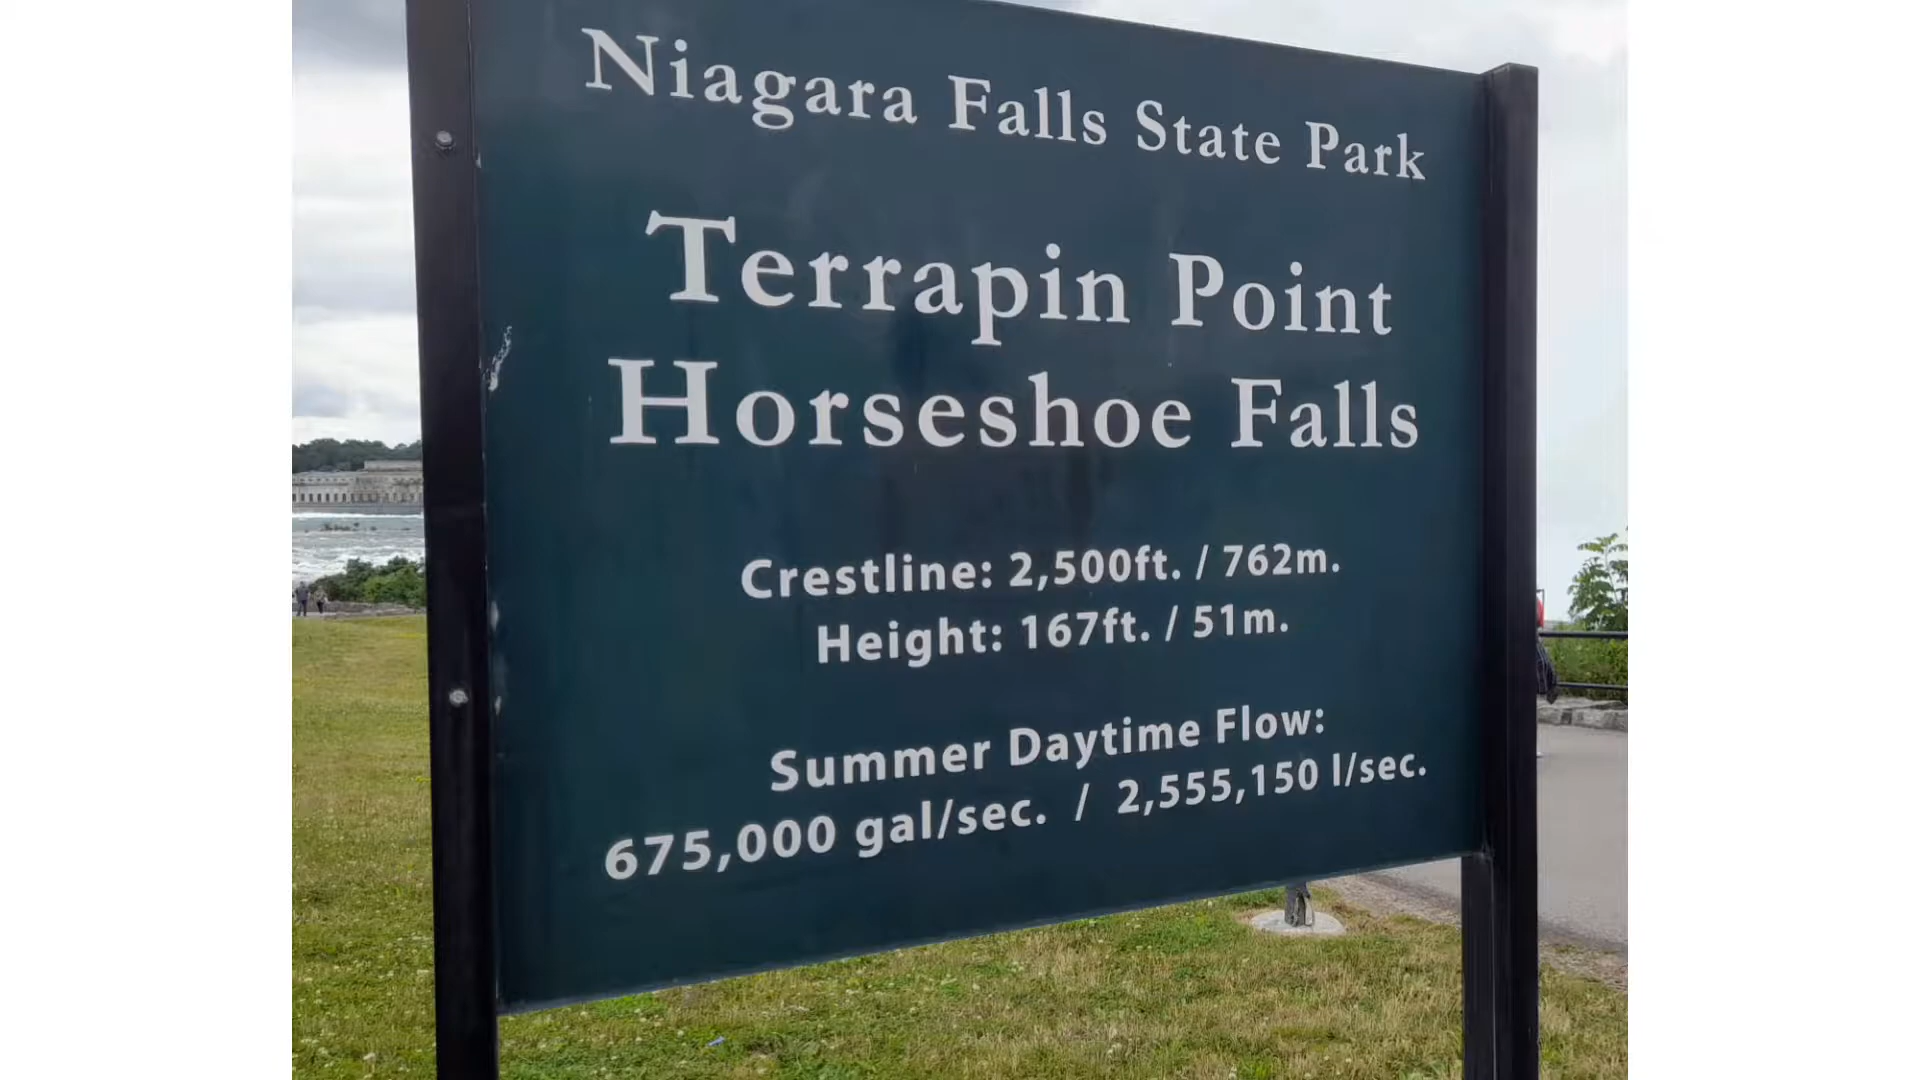 Niagara Falls State Park
Terrapin Point
Horseshoe Falls
Crestline: 2,500ft. / 762m.
Height: 167ft. / 51m.
Summer Daytime Flow:
675,000 gal/sec. / 2,555,150 l/sec.